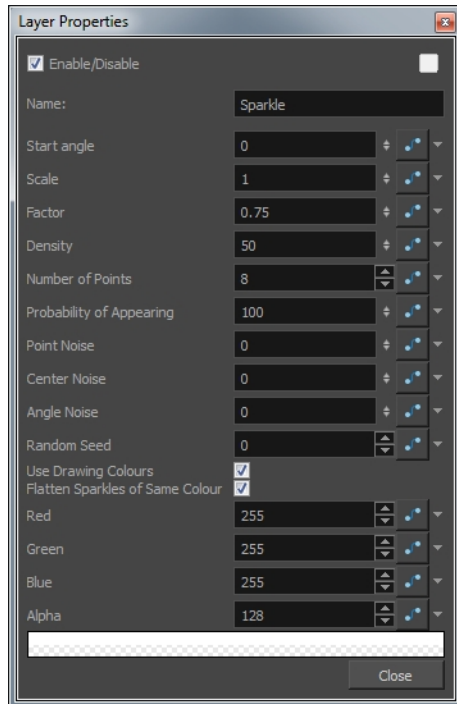 Layer Properties
Enable/Disable
Name: Sparkle
Start angle 0
Scale 1
Factor 0.75
Density 50
Number of Points 8
Probability of Appearing 100
Point Noise 0
Center Noise 0
Angle Noise 0
Random Seed 0
Use Drawing Colours
Flatten Sparkles of Same Colour
Red 255
Green 255
Blue 255
Alpha 128
Close